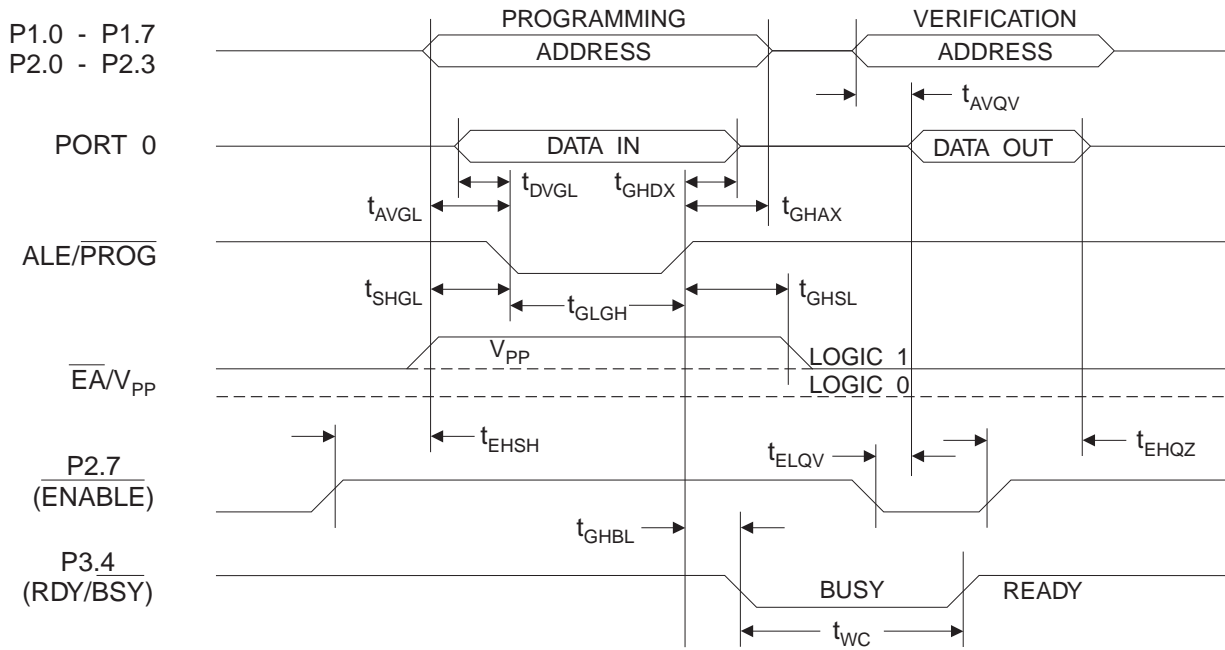 PROGRAMMING VERIFICATION
P1.0 - P1.7
P2.0 - P2.3
ADDRESS ADDRESS
tAVQV
PORT 0 DATA IN DATA OUT
tDVGL tGHDX
tAVGL tGHAX
ALE/PROG
tSHGL tGLGH tGHSL
EA/VPP VPP LOGIC 1
LOGIC 0
tEHSH tELQV tEHQZ
P2.7
(ENABLE)
tGHBL
P3.4
(RDY/BSY) BUSY READY
tWC